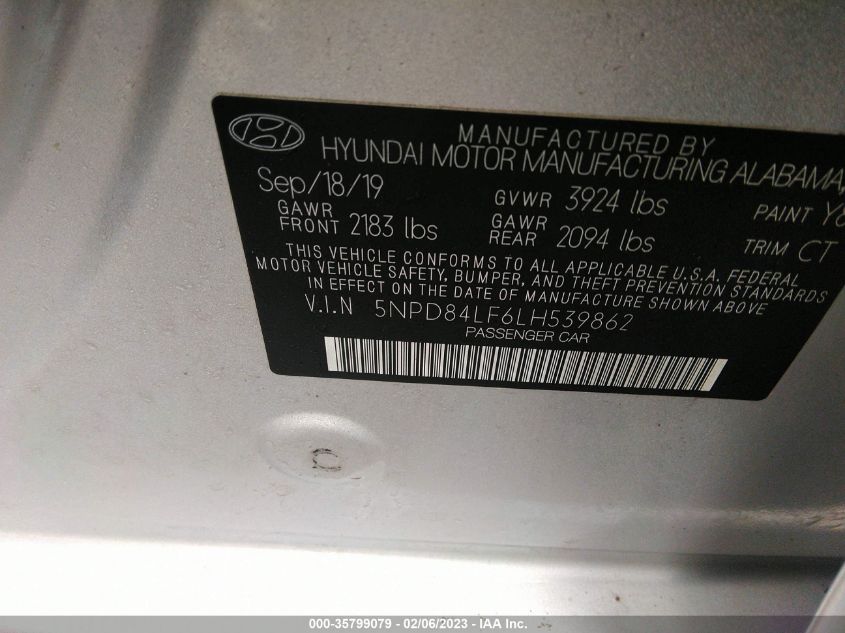 MANUFACTURED BY
HYUNDAI MOTOR MANUFACTURING ALABAMA,
Sep/18/19 GVWR 3924 lbs PAINT
GAWR FRONT 2183 lbs GAWR REAR 2094 lbs TRIM CT
THIS VEHICLE CONFORMS TO ALL APPLICABLE U.S.A. FEDERAL
MOTOR VEHICLE SAFETY, BUMPER, AND THEFT PREVENTION STANDARDS
IN EFFECT ON THE DATE OF MANUFACTURE SHOWN ABOVE
V.I.N 5NPD84LF6LH539862
PASSENGER CAR
C
000-35799079 - 02/06/2023 - IAA Inc.